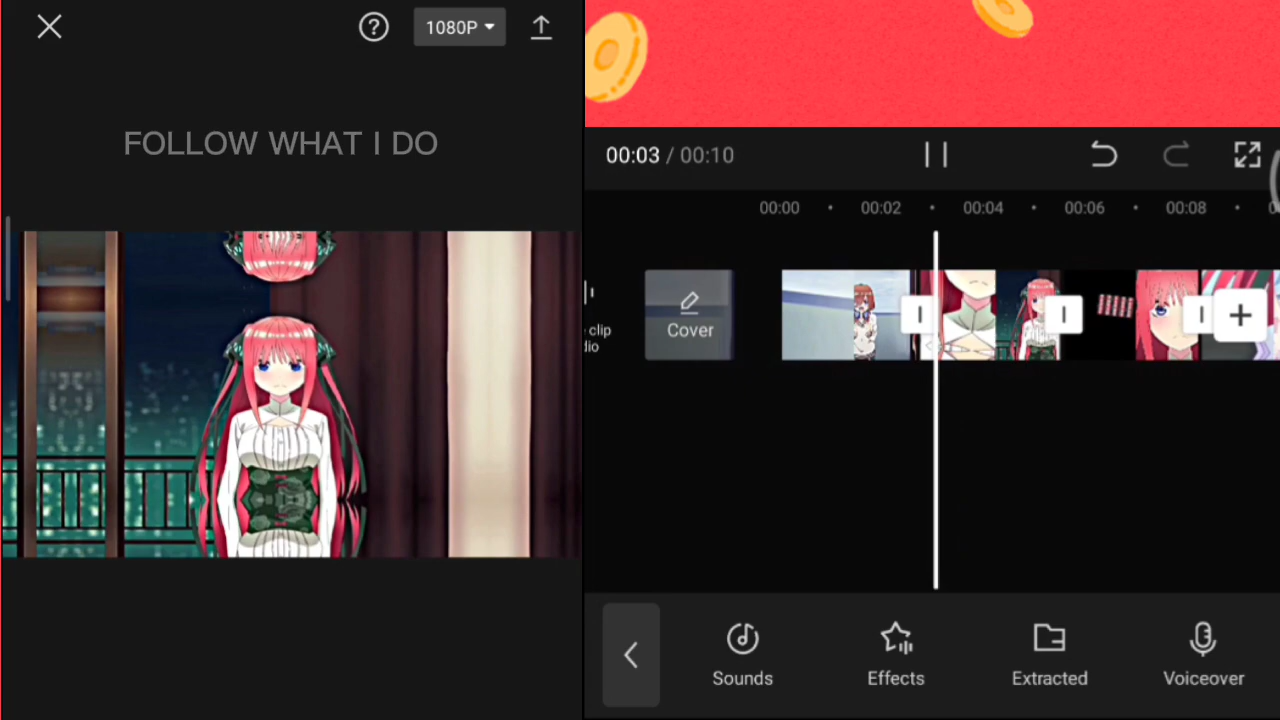 1080P
FOLLOW WHAT I DO
00:03 / 00:10
00:00 00:02 00:04 00:06 00:08
clip
Cover
Sounds Effects Extracted Voiceover